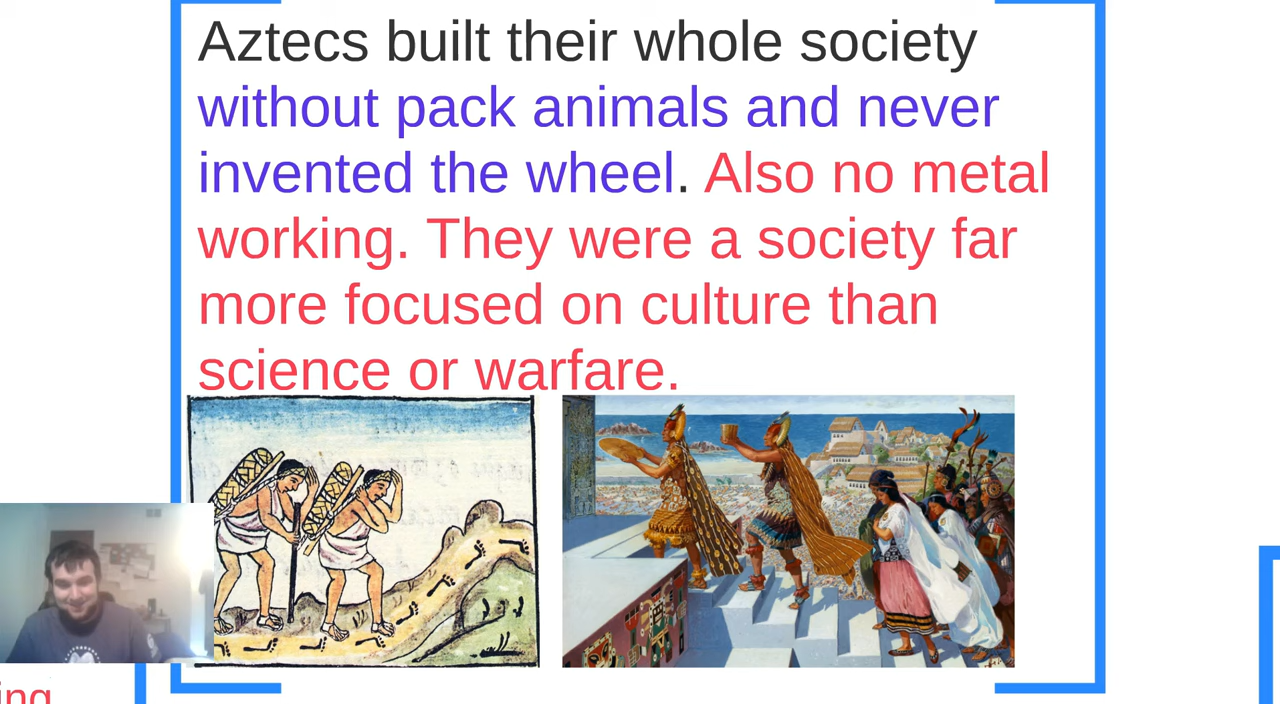 Aztecs built their whole society
without pack animals and never
invented the wheel. Also no metal
working. They were a society far
more focused on culture than
science or warfare.
ing